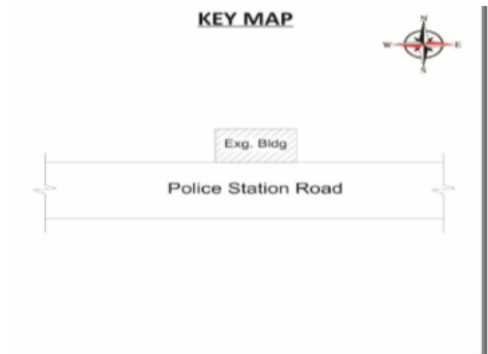 KEY MAP
N
W E
S
Exg. Bldg
Police Station Road